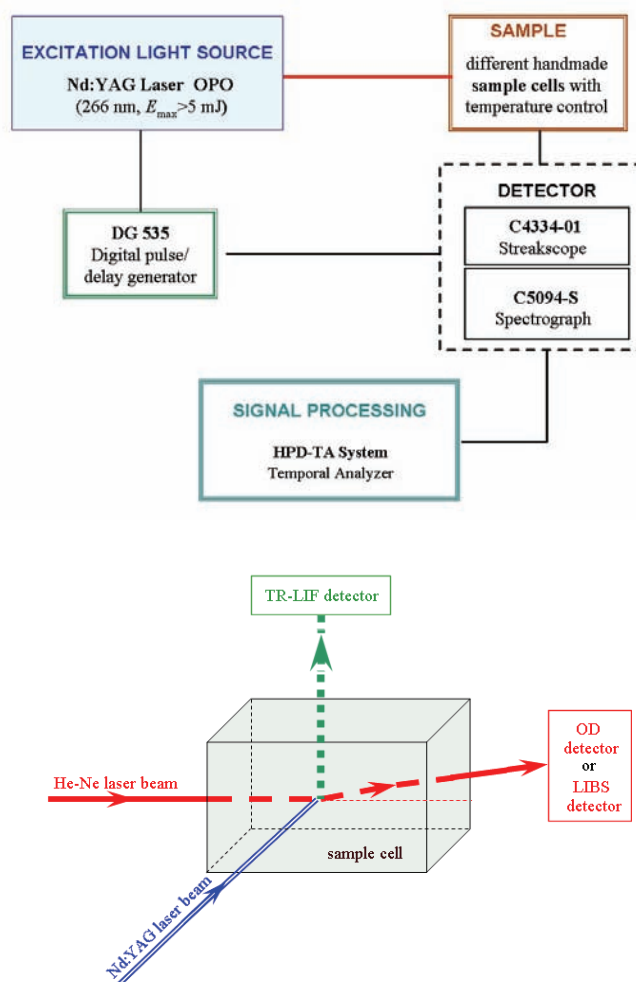 EXCITATION LIGHT SOURCE
Nd:YAG Laser OPO
(266 nm, Emax>5 mJ)
SAMPLE
different handmade
sample cells with
temperature control
DG 535
Digital pulse/
delay generator
DETECTOR
C4334-01
Streakscope
C5094-S
Spectrograph
SIGNAL PROCESSING
HPD-TA System
Temporal Analyzer
TR-LIF detector
He-Ne laser beam
OD
detector
or
LIBS
detector
sample cell
Nd:YAG laser beam